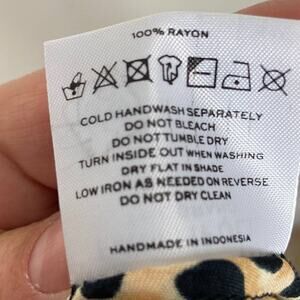 100% RAYON
COLD HANDWASH SEPARATELY
DO NOT BLEACH
DO NOT TUMBLE DRY
TURN INSIDE OUT WHEN WASHING
DRY FLAT IN SHADE
LOW IRON AS NEEDED ON REVERSE
DO NOT DRY CLEAN
HANDMADE IN INDONESIA